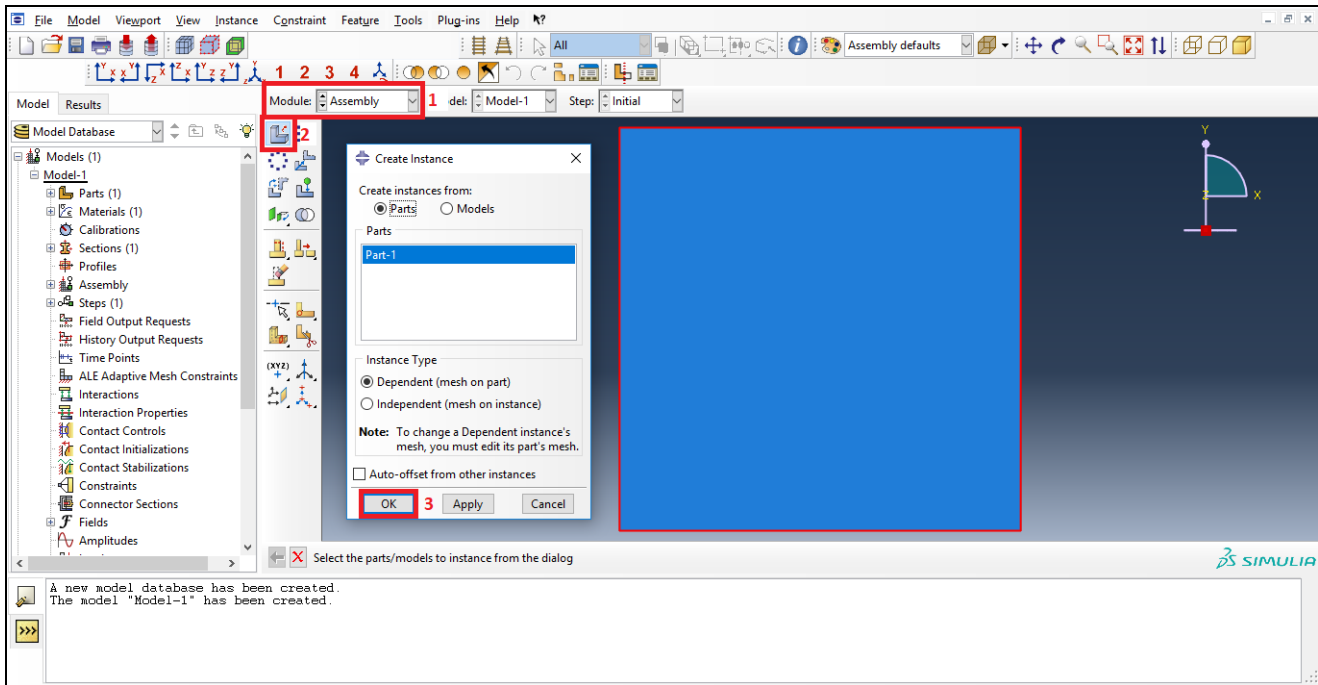 File Model Viewport View Instance Constraint Feature Tools Plug-ins Help
All Assembly defaults
1 2 3 4
Model Results Module: Assembly 1 del: Model-1 Step: Initial
Model Database 2
Models (1)
Model-1
Parts (1)
Materials (1)
Calibrations
Sections (1)
Profiles
Assembly
Steps (1)
Field Output Requests
History Output Requests
Time Points
ALE Adaptive Mesh Constraints
Interactions
Interaction Properties
Contact Controls
Contact Initializations
Contact Stabilizations
Constraints
Connector Sections
Fields
Amplitudes
(XYZ)
Create Instance
Create instances from:
Parts Models
Parts
Part-1
Instance Type
Dependent (mesh on part)
Independent (mesh on instance)
Note: To change a Dependent instance's
mesh, you must edit its part's mesh.
Auto-offset from other instances
OK 3 Apply Cancel
Y
Z X
Select the parts/models to instance from the dialog
SIMULIA
A new model database has been created.
The model "Model-1" has been created.
>>>